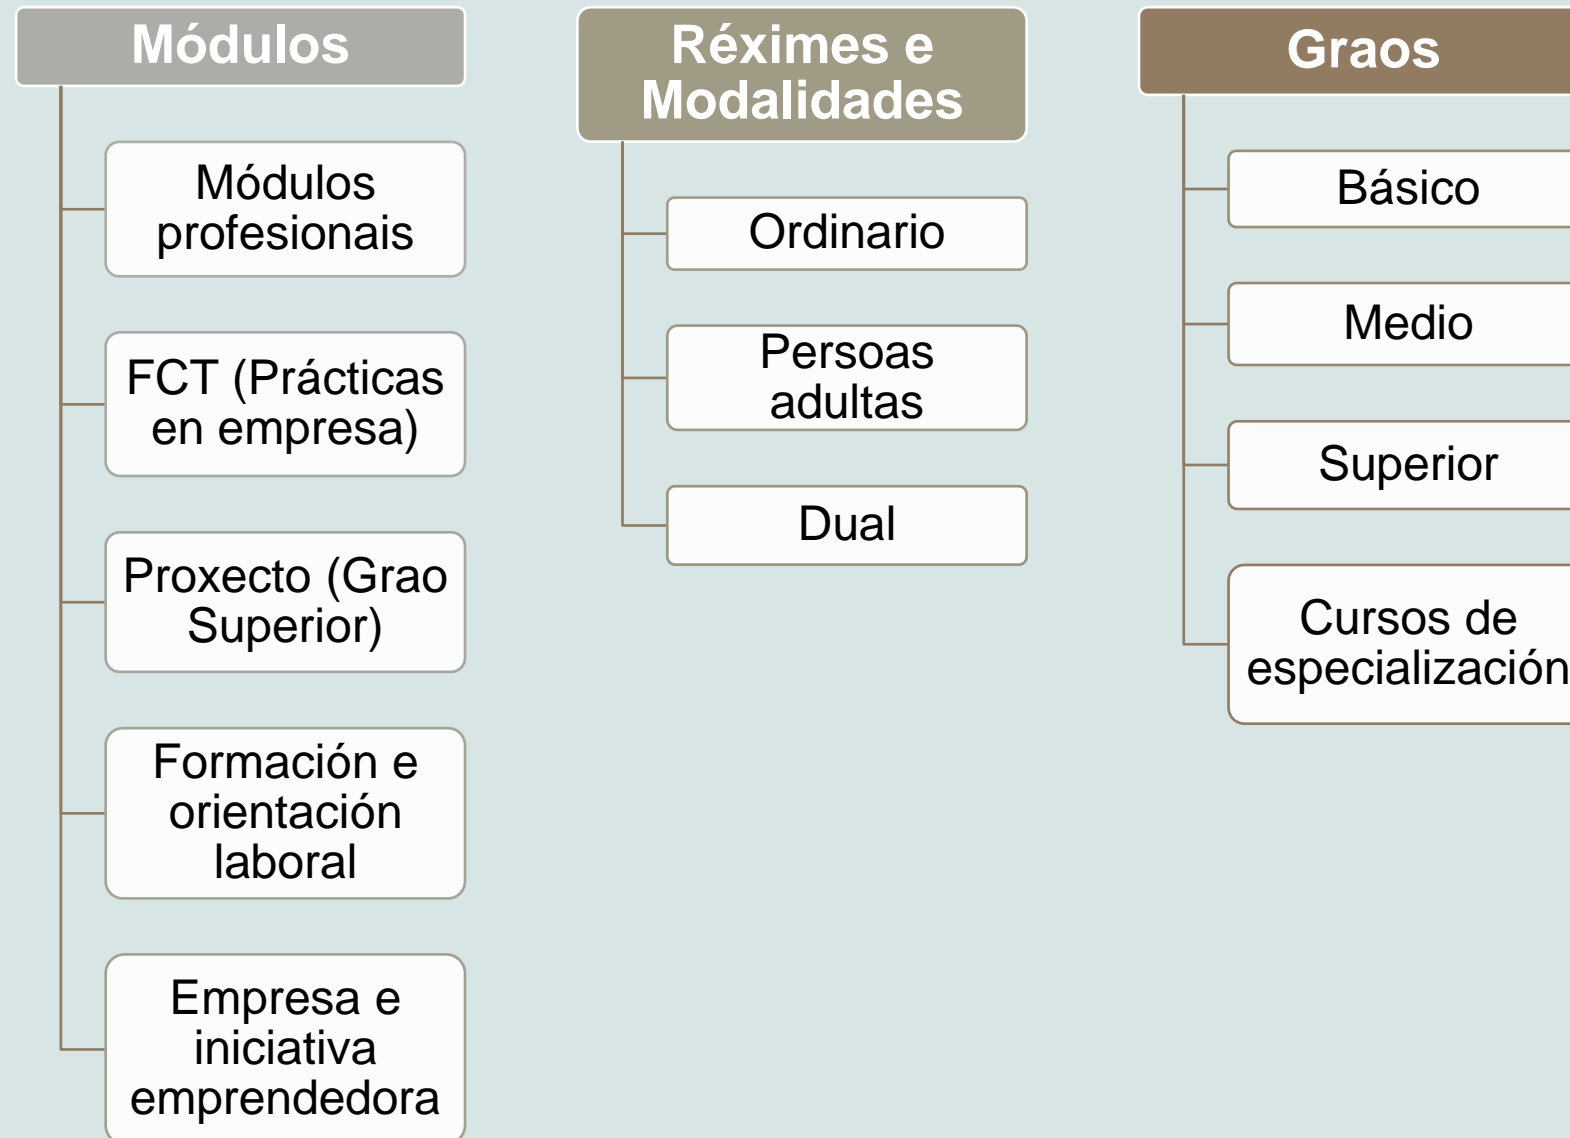 Módulos
Módulos
profesionais
FCT (Prácticas
en empresa)
Proxecto (Grao
Superior)
Formación e
orientación
laboral
Empresa e
iniciativa
emprendedora
Réximes e
Modalidades
Ordinario
Persoas
adultas
Dual
Graos
Básico
Medio
Superior
Cursos de
especialización